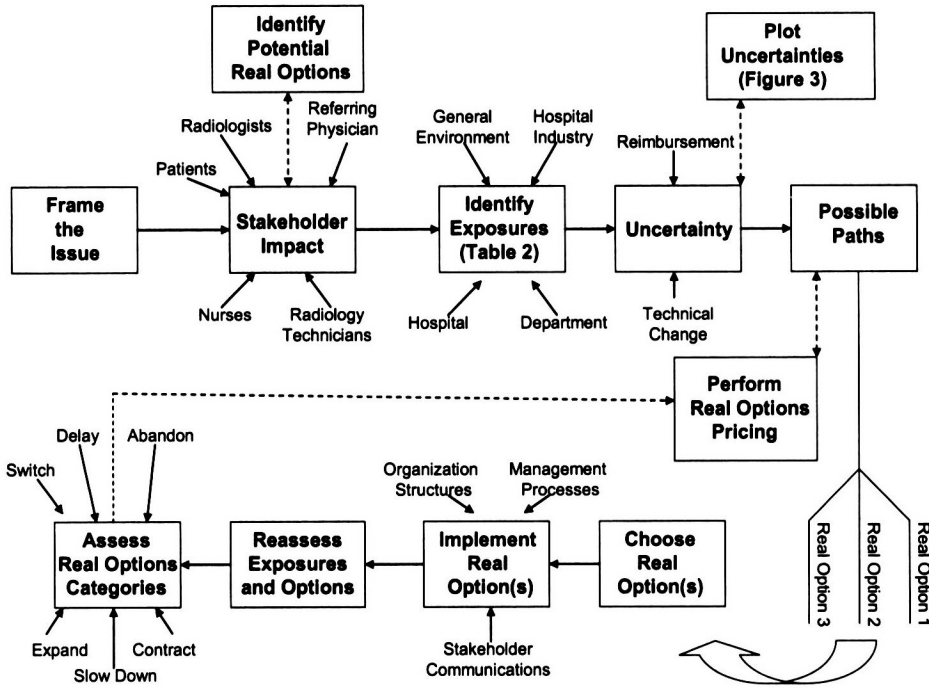 Identify
Potential
Real Options
Plot
Uncertainties
(Figure 3)
Radiologists
Referring
Physician
Patients
General
Environment
Hospital
Industry
Reimbursement
Frame
the
Issue
Stakeholder
Impact
Identify
Exposures
(Table 2)
Uncertainty
Possible
Paths
Nurses
Radiology
Technicians
Hospital
Department
Technical
Change
Perform
Real Options
Pricing
Switch
Delay
Abandon
Organization
Structures
Management
Processes
Assess
Real Options
Categories
Reassess
Exposures
and Options
Implement
Real
Option(s)
Choose
Real
Option(s)
Real Option 3
Real Option 2
Real Option 1
Expand
Slow Down
Contract
Stakeholder
Communications